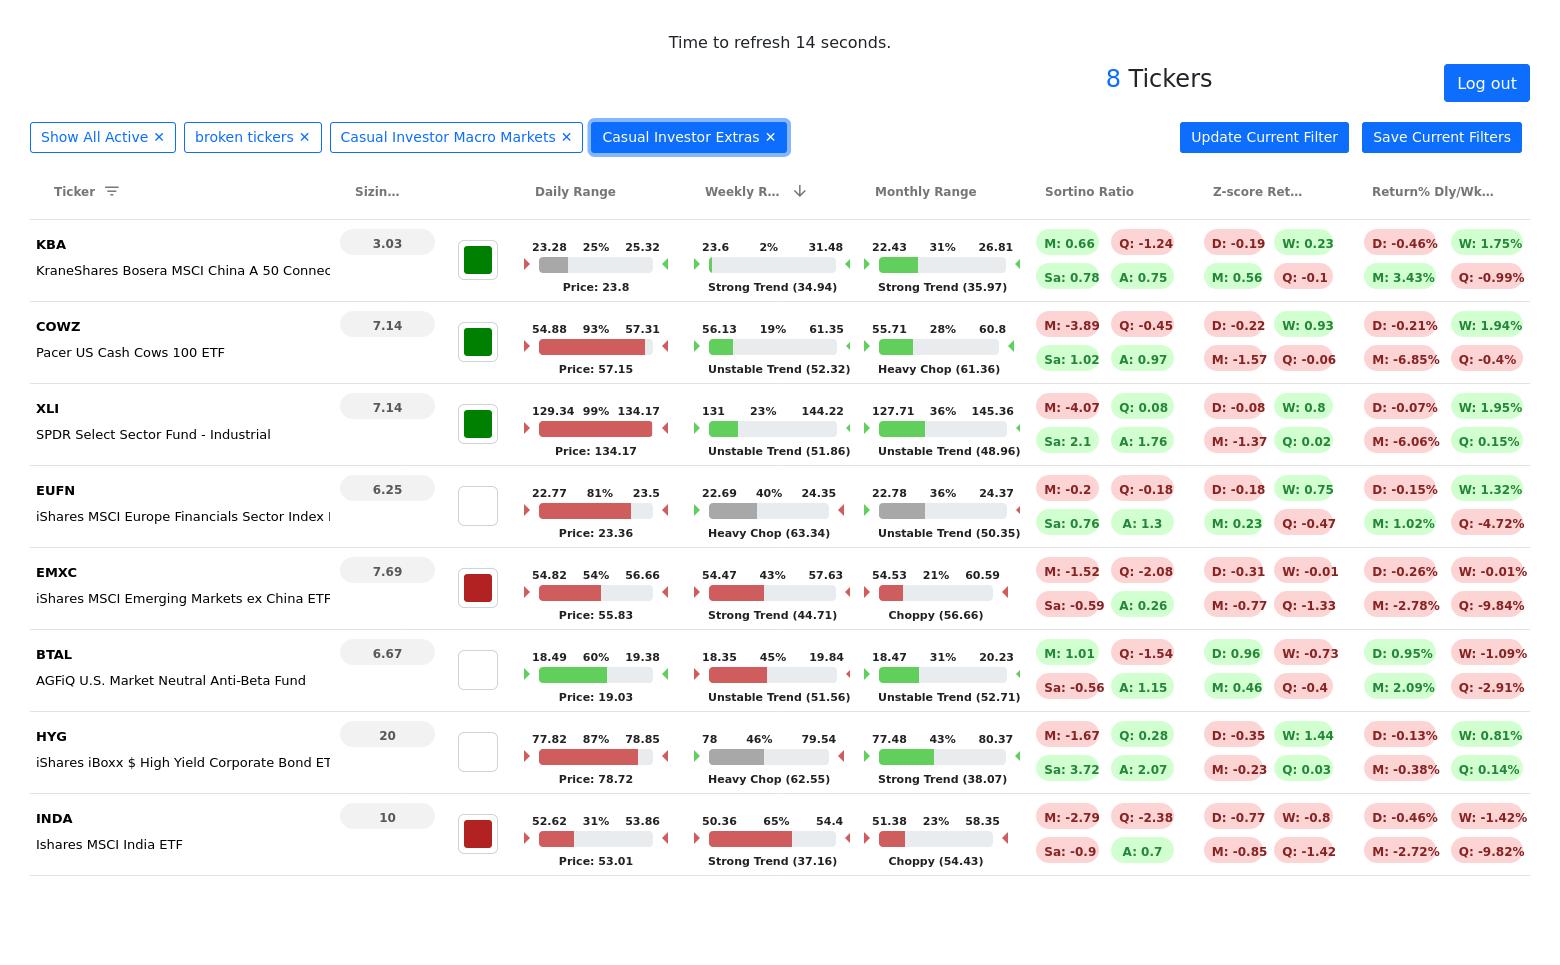 Time to refresh 14 seconds.
8 Tickers
Log out
Show All Active ✕ broken tickers ✕ Casual Investor Macro Markets ✕ Casual Investor Extras ✕ Update Current Filter Save Current Filters
Ticker Sizin... Daily Range Weekly R... Monthly Range Sortino Ratio Z-score Ret... Return% Dly/Wk...
23.28 25% 25.32 23.6 2% 31.48 22.43 31% 26.81
KBA 3.03 M: 0.66 Q: -1.24 D: -0.19 W: 0.23 D: -0.46% W: 1.75%
KraneShares Bosera MSCI China A 50 Connec Sa: 0.78 A: 0.75 M: 0.56 Q: -0.1 M: 3.43% Q: -0.99%
Price: 23.8 Strong Trend (34.94) Strong Trend (35.97)
54.88 93% 57.31 56.13 19% 61.35 55.71 28% 60.8
COWZ 7.14 M: -3.89 Q: -0.45 D: -0.22 W: 0.93 D: -0.21% W: 1.94%
Pacer US Cash Cows 100 ETF Sa: 1.02 A: 0.97 M: -1.57 Q: -0.06 M: -6.85% Q: -0.4%
Price: 57.15 Unstable Trend (52.32) Heavy Chop (61.36)
129.34 99% 134.17 131 23% 144.22 127.71 36% 145.36
XLI 7.14 M: -4.07 Q: 0.08 D: -0.08 W: 0.8 D: -0.07% W: 1.95%
SPDR Select Sector Fund - Industrial Sa: 2.1 A: 1.76 M: -1.37 Q: 0.02 M: -6.06% Q: 0.15%
Price: 134.17 Unstable Trend (51.86) Unstable Trend (48.96)
22.77 81% 23.5 22.69 40% 24.35 22.78 36% 24.37
EUFN 6.25 M: -0.2 Q: -0.18 D: -0.18 W: 0.75 D: -0.15% W: 1.32%
iShares MSCI Europe Financials Sector Index Sa: 0.76 A: 1.3 M: 0.23 Q: -0.47 M: 1.02% Q: -4.72%
Price: 23.36 Heavy Chop (63.34) Unstable Trend (50.35)
54.82 54% 56.66 54.47 43% 57.63 54.53 21% 60.59
EMXC 7.69 M: -1.52 Q: -2.08 D: -0.31 W: -0.01 D: -0.26% W: -0.01%
iShares MSCI Emerging Markets ex China ETF Sa: -0.59 A: 0.26 M: -0.77 Q: -1.33 M: -2.78% Q: -9.84%
Price: 55.83 Strong Trend (44.71) Choppy (56.66)
18.49 60% 19.38 18.35 45% 19.84 18.47 31% 20.23
BTAL 6.67 M: 1.01 Q: -1.54 D: 0.96 W: -0.73 D: 0.95% W: -1.09%
AGFiQ U.S. Market Neutral Anti-Beta Fund Sa: -0.56 A: 1.15 M: 0.46 Q: -0.4 M: 2.09% Q: -2.91%
Price: 19.03 Unstable Trend (51.56) Unstable Trend (52.71)
77.82 87% 78.85 78 46% 79.54 77.48 43% 80.37
HYG 20 M: -1.67 Q: 0.28 D: -0.35 W: 1.44 D: -0.13% W: 0.81%
iShares iBoxx $ High Yield Corporate Bond ET Sa: 3.72 A: 2.07 M: -0.23 Q: 0.03 M: -0.38% Q: 0.14%
Price: 78.72 Heavy Chop (62.55) Strong Trend (38.07)
52.62 31% 53.86 50.36 65% 54.4 51.38 23% 58.35
INDA 10 M: -2.79 Q: -2.38 D: -0.77 W: -0.8 D: -0.46% W: -1.42%
Ishares MSCI India ETF Sa: -0.9 A: 0.7 M: -0.85 Q: -1.42 M: -2.72% Q: -9.82%
Price: 53.01 Strong Trend (37.16) Choppy (54.43)